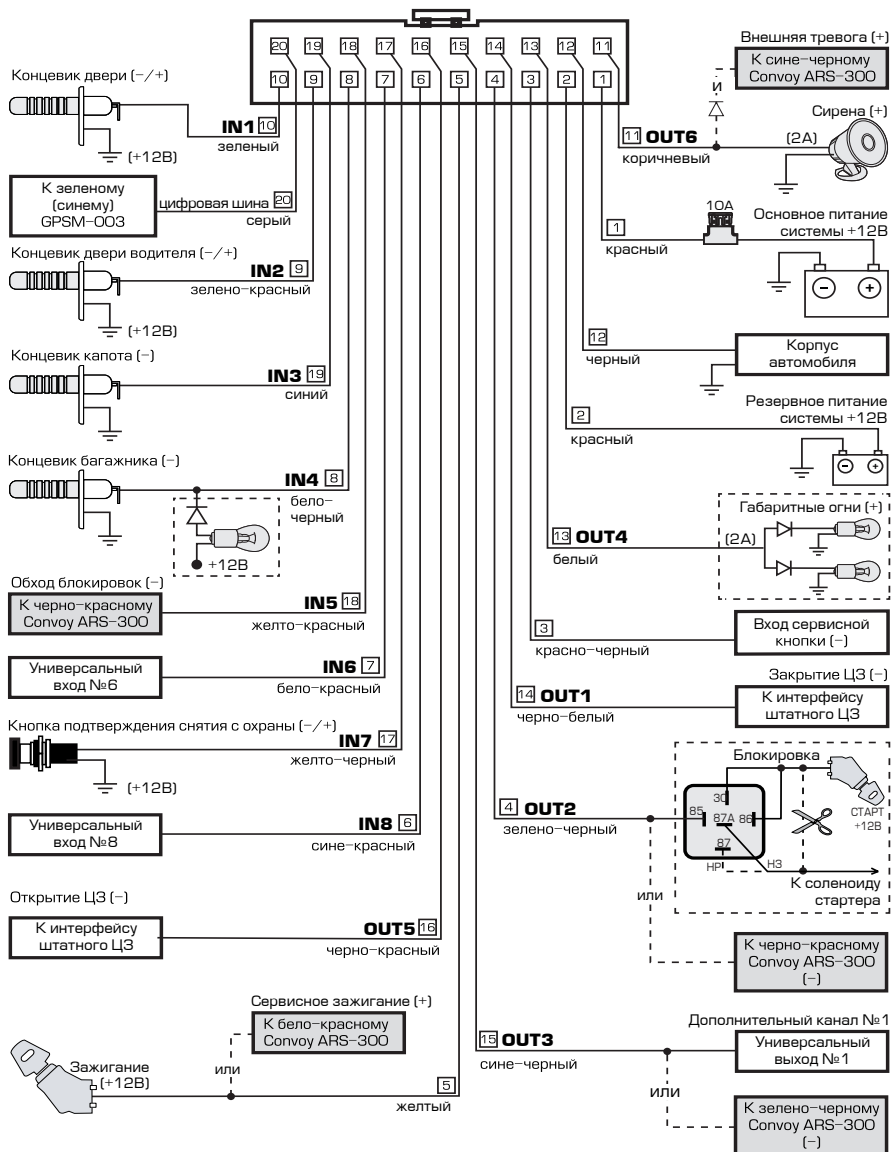 20 19 18 17 16 15 14 13 12 11
10 9 8 7 6 5 4 3 2 1
Концевик двери (-/+)
IN1 10
зеленый
(+12В)
К зеленому
(синему)
GPSM-003
цифровая шина 20
серый
Концевик двери водителя (-/+)
IN2 9
зелено-красный
(+12В)
Концевик капота (-)
IN3 19
синий
Концевик багажника (-)
IN4 8
бело-
черный
+12В
Обход блокировок (-)
К черно-красному
Convoy ARS-300
IN5 18
желто-красный
Универсальный
вход №6
IN6 7
бело-красный
Кнопка подтверждения снятия с охраны (-/+)
IN7 17
желто-черный
(+12В)
Универсальный
вход №8
IN8 6
сине-красный
Открытие ЦЗ (-)
К интерфейсу
штатного ЦЗ
OUT5 16
черно-красный
Сервисное зажигание (+)
К бело-красному
Convoy ARS-300
Зажигание
(+12В)
или
5
желтый
Внешняя тревога (+)
К сине-черному
Convoy ARS-300
и
Сирена (+)
11 OUT6
(2А)
коричневый
10А
Основное питание
системы +12В
1
красный
12
черный
Корпус
автомобиля
Резервное питание
системы +12В
2
красный
Габаритные огни (+)
13 OUT4
(2А)
белый
3
красно-черный
Вход сервисной
кнопки (-)
Закрытие ЦЗ (-)
14 OUT1
черно-белый
К интерфейсу
штатного ЦЗ
Блокировка
30
85
87А
86
87
НР
НЗ
СТАРТ
+12В
4 OUT2
зелено-черный
К соленоиду
стартера
или
К черно-красному
Convoy ARS-300
(-)
Дополнительный канал №1
15 OUT3
сине-черный
Универсальный
выход №1
или
К зелено-черному
Convoy ARS-300
(-)